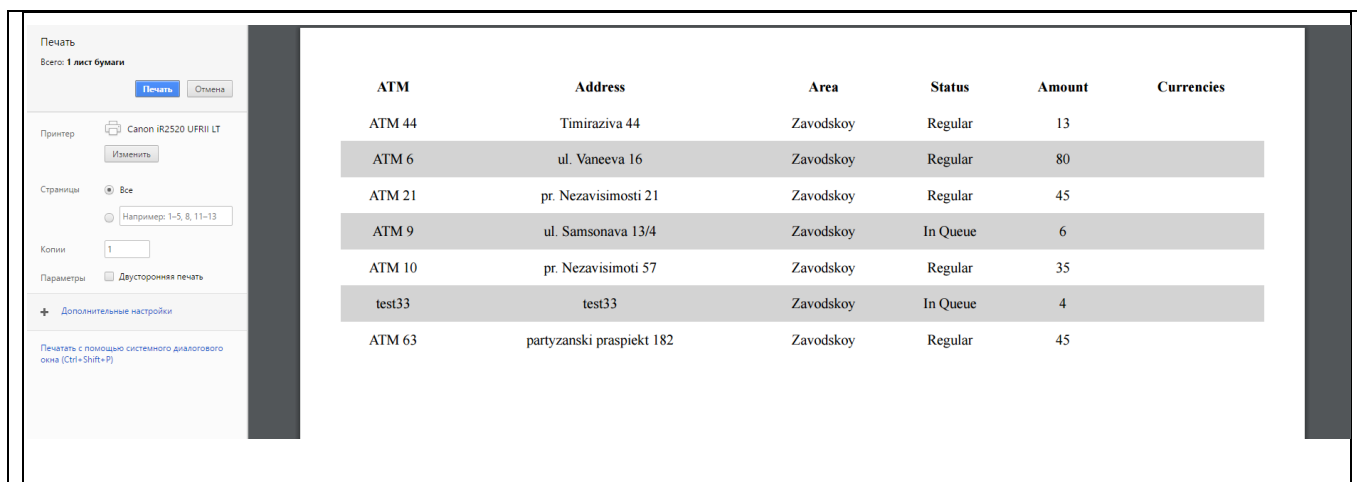 Печать
Всего: 1 лист бумаги
Печать Отмена
Принтер Canon iR2520 UFRII LT
Изменить
Страницы Все
Например: 1–5, 8, 11–13
Копии 1
Параметры Двусторонняя печать
+ Дополнительные настройки
Печатать с помощью системного диалогового
окна (Ctrl+Shift+P)
ATM Address Area Status Amount Currencies
ATM 44 Timiraziva 44 Zavodskoy Regular 13
ATM 6 ul. Vaneeva 16 Zavodskoy Regular 80
ATM 21 pr. Nezavisimosti 21 Zavodskoy Regular 45
ATM 9 ul. Samsonava 13/4 Zavodskoy In Queue 6
ATM 10 pr. Nezavisimoti 57 Zavodskoy Regular 35
test33 test33 Zavodskoy In Queue 4
ATM 63 partyzanski praspiekt 182 Zavodskoy Regular 45